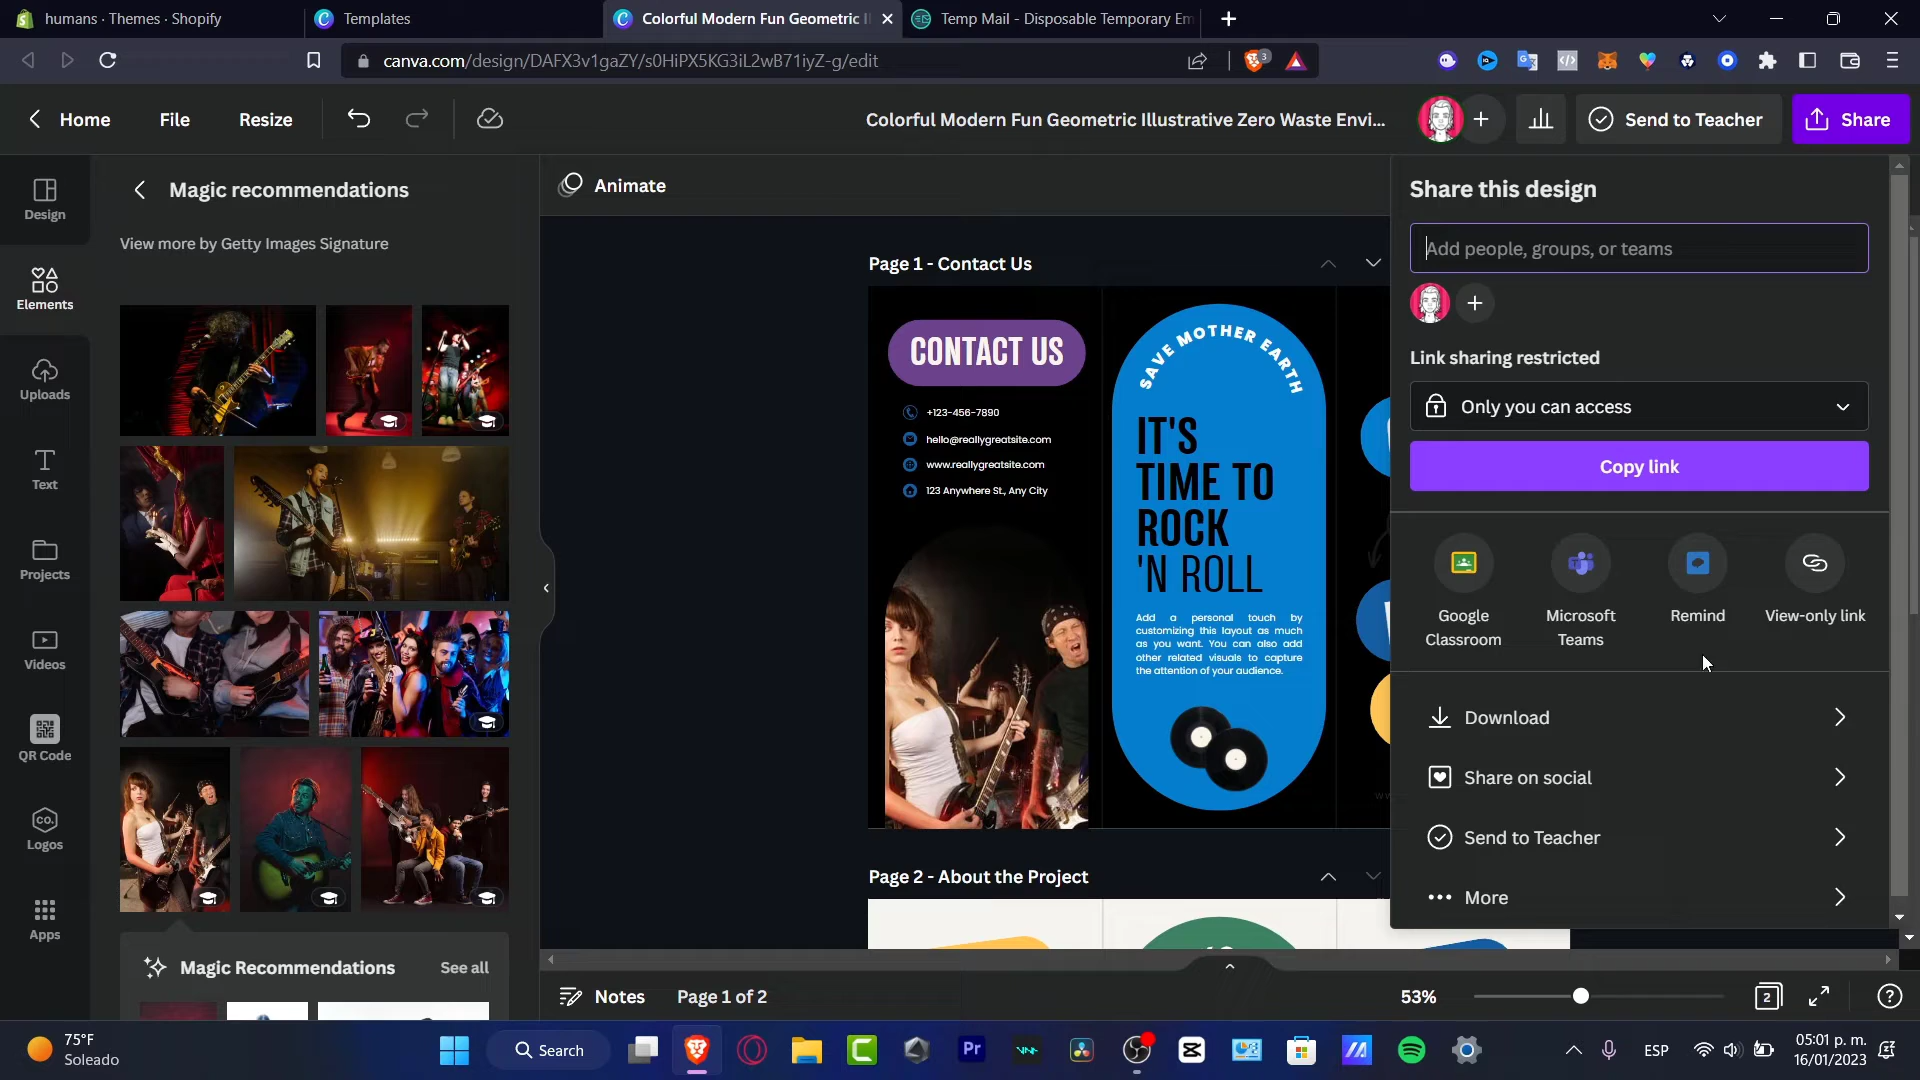 humans · Themes · Shopify
Templates
Colorful Modern Fun Geometric Il
Temp Mail - Disposable Temporary Em
canva.com/design/DAFX3v1gaZY/s0HiPX5KG3iL2wB71iyZ-g/edit
3
Home
File
Resize
Colorful Modern Fun Geometric Illustrative Zero Waste Envi...
Send to Teacher
Share
Design
Elements
Uploads
Text
Projects
Videos
QR Code
CO.
Logos
Apps
Magic recommendations
View more by Getty Images Signature
Magic Recommendations
See all
Animate
Page 1 - Contact Us
CONTACT US
+123-456-7890
hello@reallygreatsite.com
www.reallygreatsite.com
123 Anywhere St., Any City
SAVE MOTHER EARTH
IT'S
TIME TO
ROCK
'N ROLL
Add a personal touch by
customizing this layout as much
as you want. You can also add
other related visuals to capture
the attention of your audience.
Page 2 - About the Project
Share this design
Add people, groups, or teams
Link sharing restricted
Only you can access
Copy link
Google
Classroom
Microsoft
Teams
Remind
View-only link
Download
Share on social
Send to Teacher
More
Notes
Page 1 of 2
53%
2
75°F
Soleado
Search
Pr
ESP
05:01 p. m.
16/01/2023